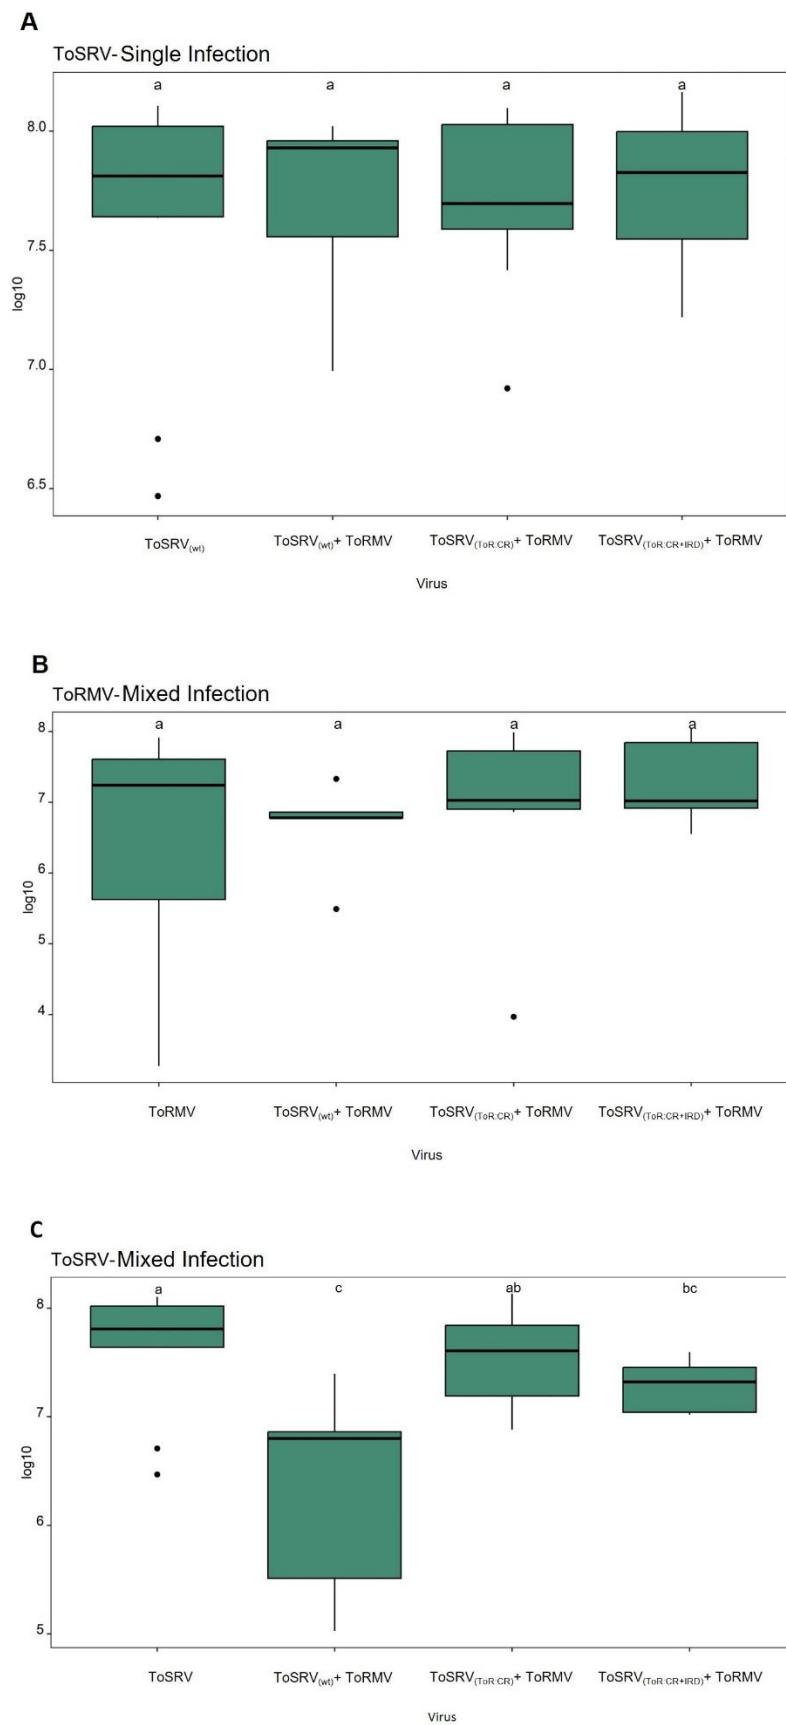 A
ToSRV-Single Infection
a a a a
8.0
7.5
log10
7.0
6.5
ToSRV(wt) ToSRV(wt)+ ToRMV ToSRV(ToR:CR)+ ToRMV ToSRV(ToR:CR+IRD)+ ToRMV
Virus
B
ToRMV-Mixed Infection
a a a a
8
7
6
log10
5
4
ToRMV ToSRV(wt)+ ToRMV ToSRV(ToR:CR)+ ToRMV ToSRV(ToR:CR+IRD)+ ToRMV
Virus
C
ToSRV-Mixed Infection
a c ab bc
8
7
log10
6
5
ToSRV ToSRV(wt)+ ToRMV ToSRV(ToR:CR)+ ToRMV ToSRV(ToR:CR+IRD)+ ToRMV
Virus